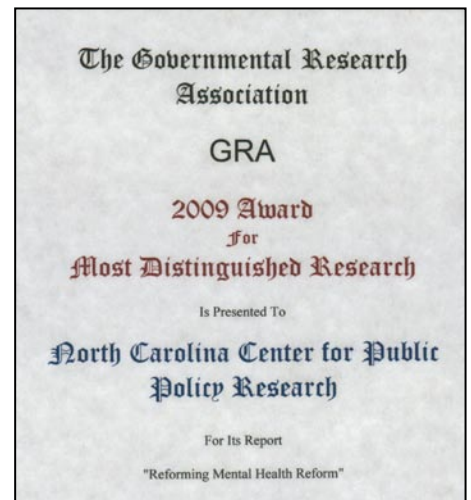 The Governmental Research
Association
GRA
2009 Award
For
Most Distinguished Research
Is Presented To
North Carolina Center for Public
Policy Research
For Its Report
"Reforming Mental Health Reform"